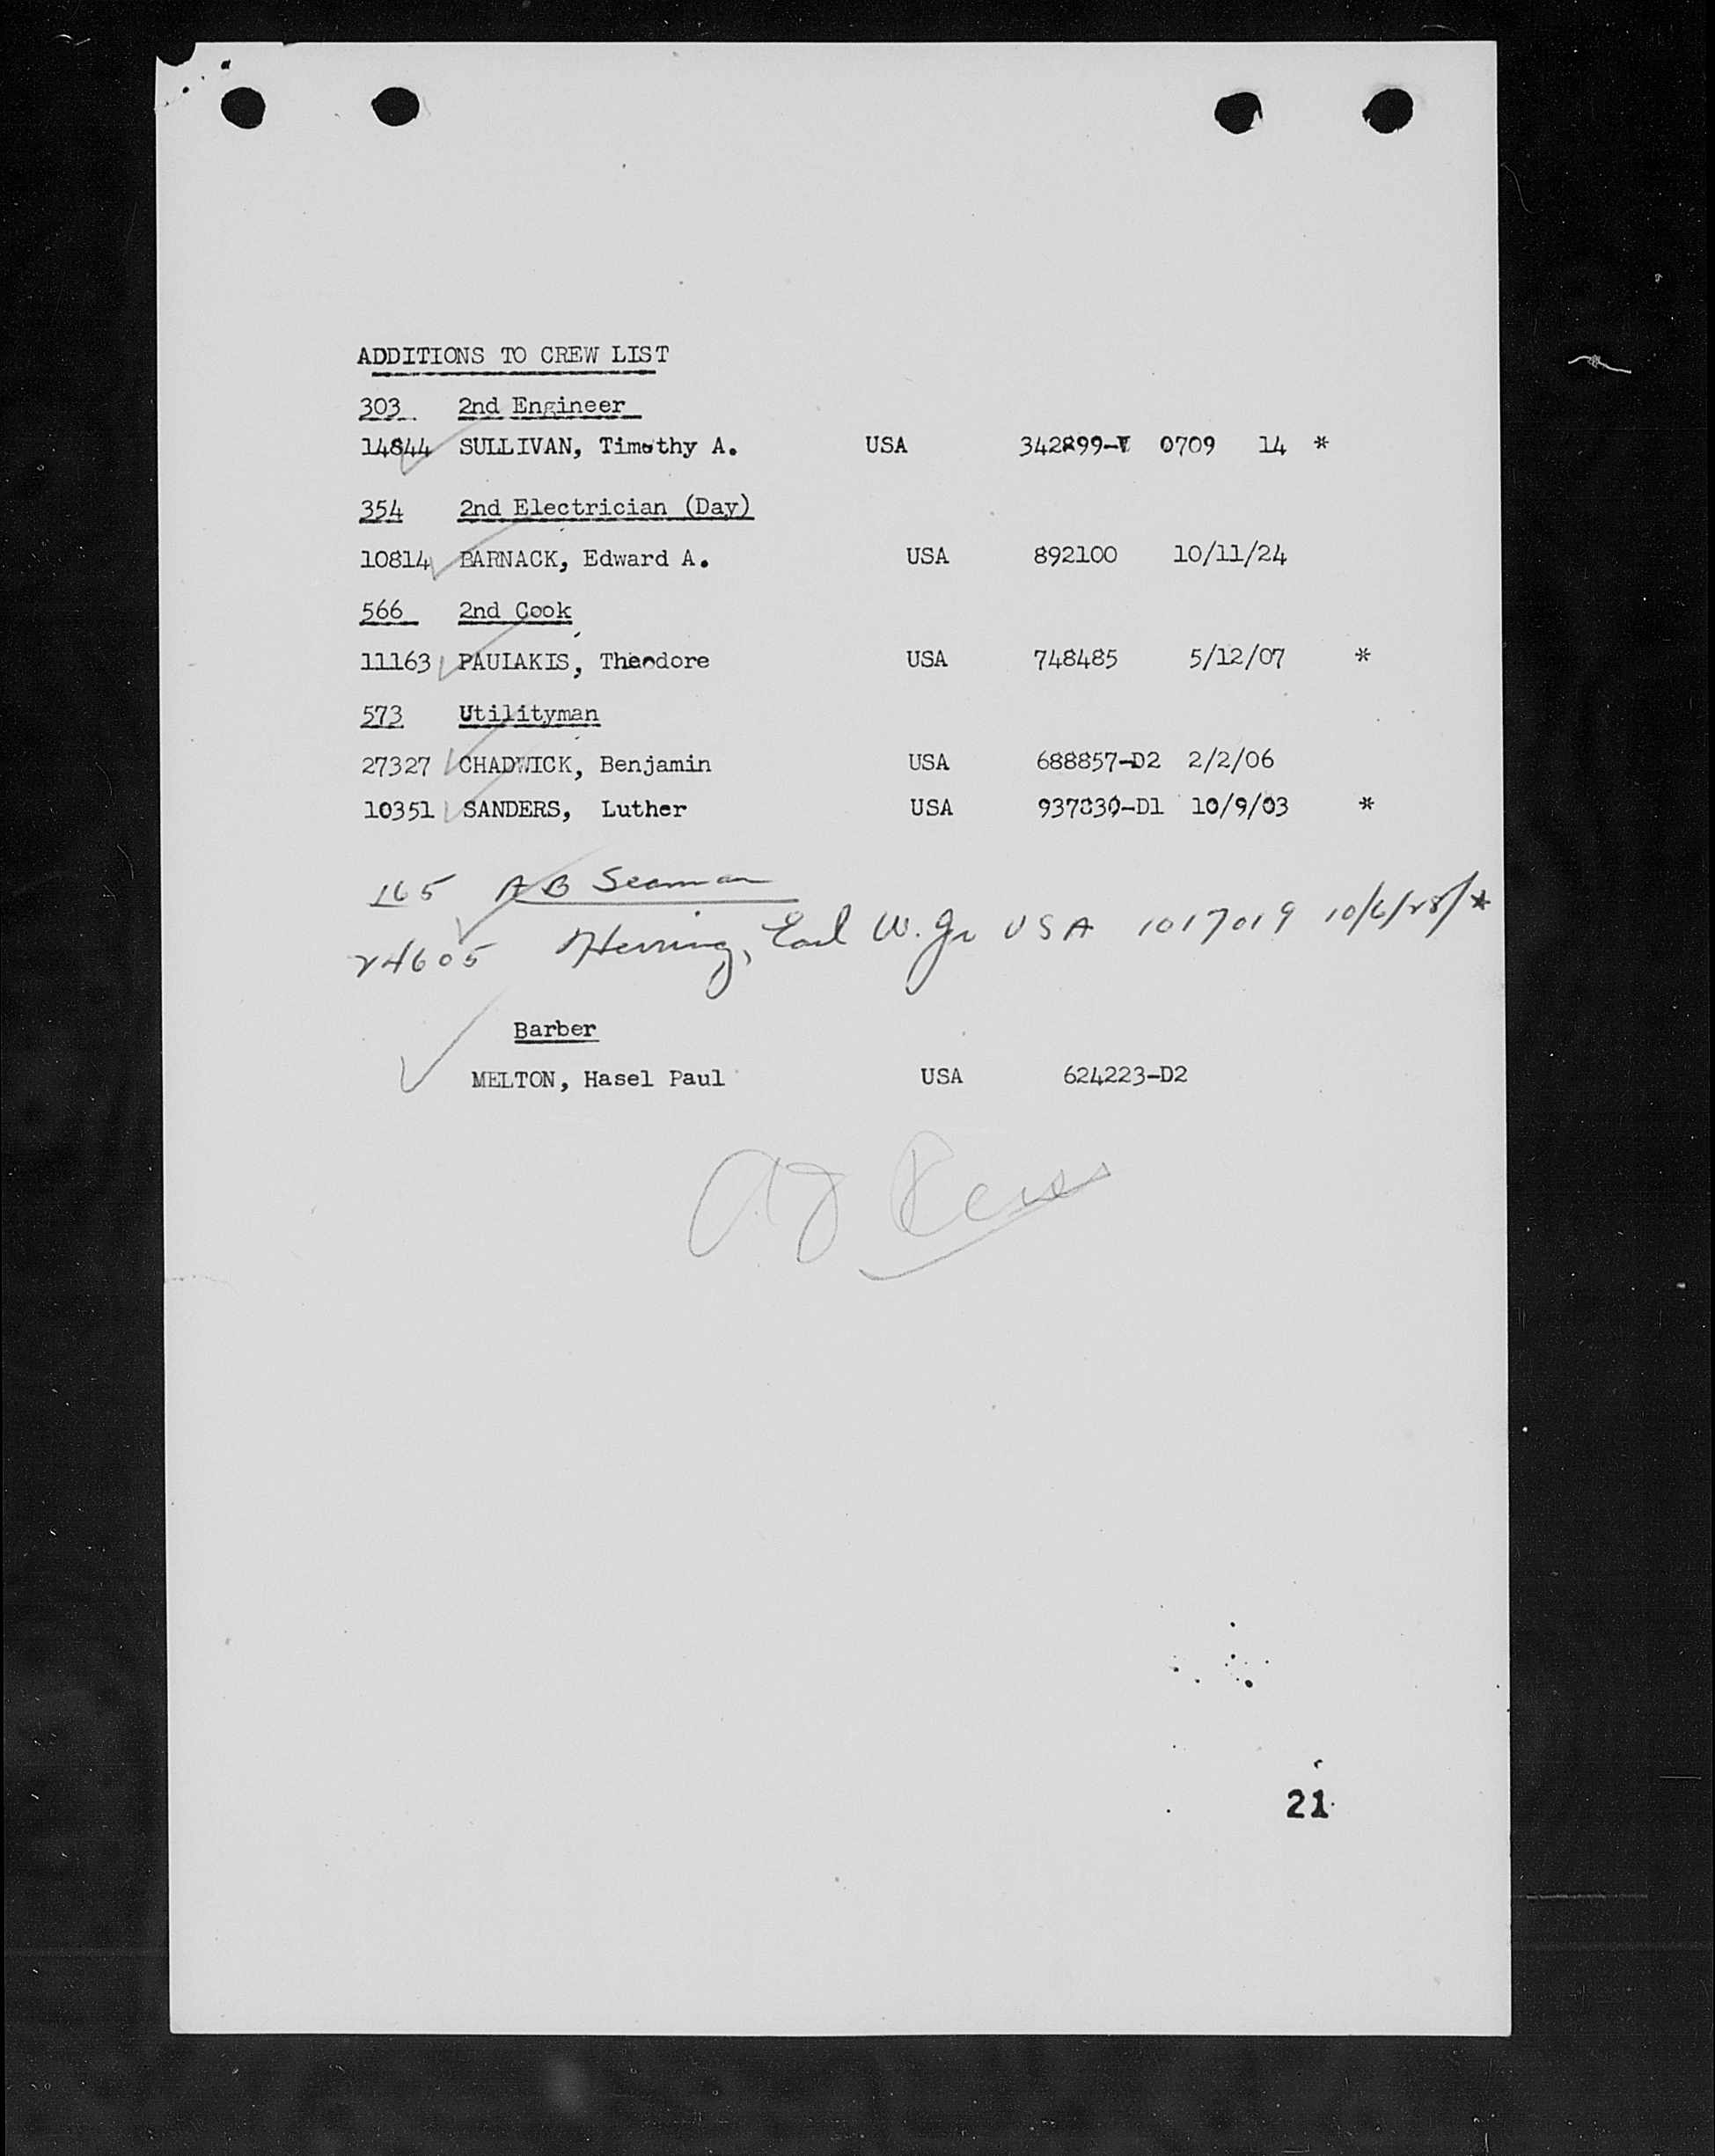 ADDITIONS TO CREW LIST
303 2nd Engineer
14844 SULLIVAN, Timothy A. USA 342899-V 0709 14 *
354 2nd Electrician (Day)
10814 BARNACK, Edward A. USA 892100 10/11/24
566 2nd Cook
11163 PAULAKIS, Theodore USA 748485 5/12/07 *
573 Utilityman
27327 CHADWICK, Benjamin USA 688857-D2 2/2/06
10351 SANDERS, Luther USA 937830-D1 10/9/03 *
165 AB Seaman
24605 Herring, Earl W. Jr USA 1017019 10/6/28/*
Barber
MELTON, Hasel Paul USA 624223-D2
21